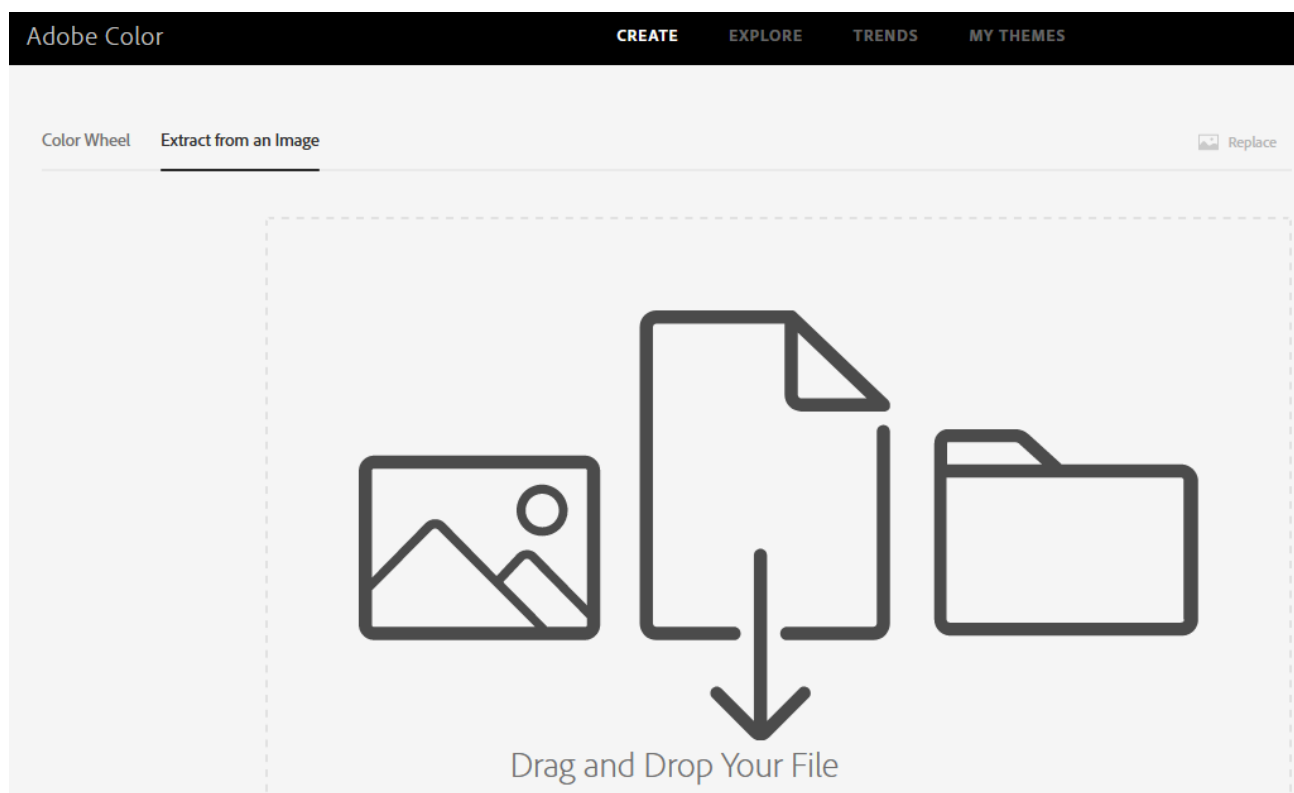 Adobe Color
CREATE EXPLORE TRENDS MY THEMES
Color Wheel Extract from an Image Replace
Drag and Drop Your File